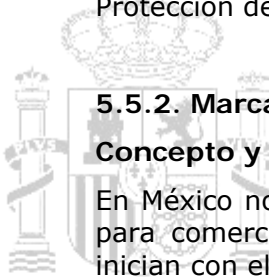 Protección de
5.5.2. Marca
Concepto y
En México no
para comerc
inician con el